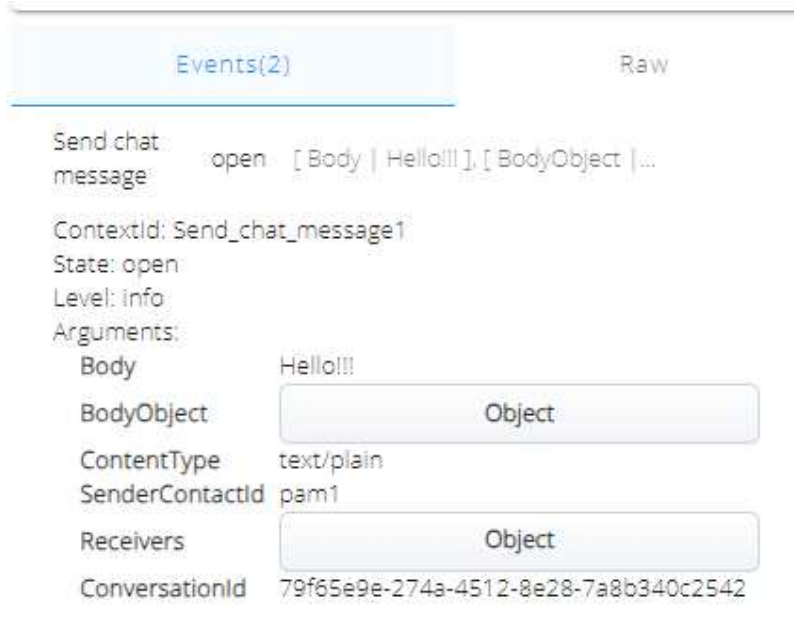 Events(2) Raw
Send chat message open [ Body | Hello!!! ], [ BodyObject |...
ContextId: Send_chat_message1
State: open
Level: info
Arguments:
Body Hello!!!
BodyObject Object
ContentType text/plain
SenderContactId pam1
Receivers Object
ConversationId 79f65e9e-274a-4512-8e28-7a8b340c2542